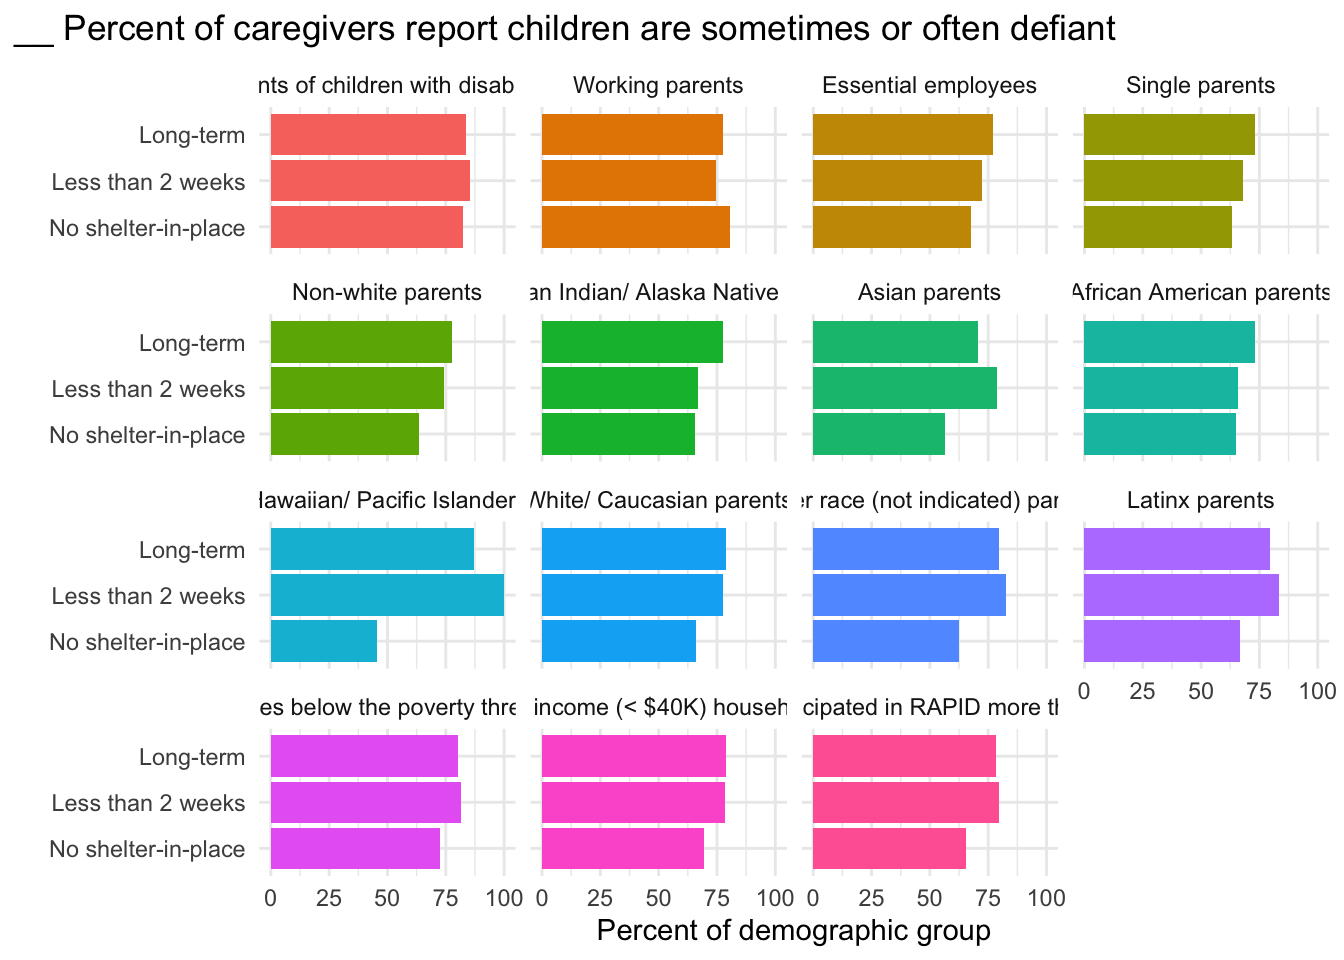 __ Percent of caregivers report children are sometimes or often defiant
nts of children with disab
Working parents
Essential employees
Single parents
Long-term
Less than 2 weeks
No shelter-in-place
Non-white parents
an Indian/ Alaska Native
Asian parents
African American parents
Long-term
Less than 2 weeks
No shelter-in-place
Hawaiian/ Pacific Islander
White/ Caucasian parents
er race (not indicated) par
Latinx parents
Long-term
Less than 2 weeks
No shelter-in-place
0 25 50 75 100
es below the poverty thre
income (< $40K) househ
cipated in RAPID more th
Long-term
Less than 2 weeks
No shelter-in-place
0 25 50 75 100
0 25 50 75 100
0 25 50 75 100
Percent of demographic group